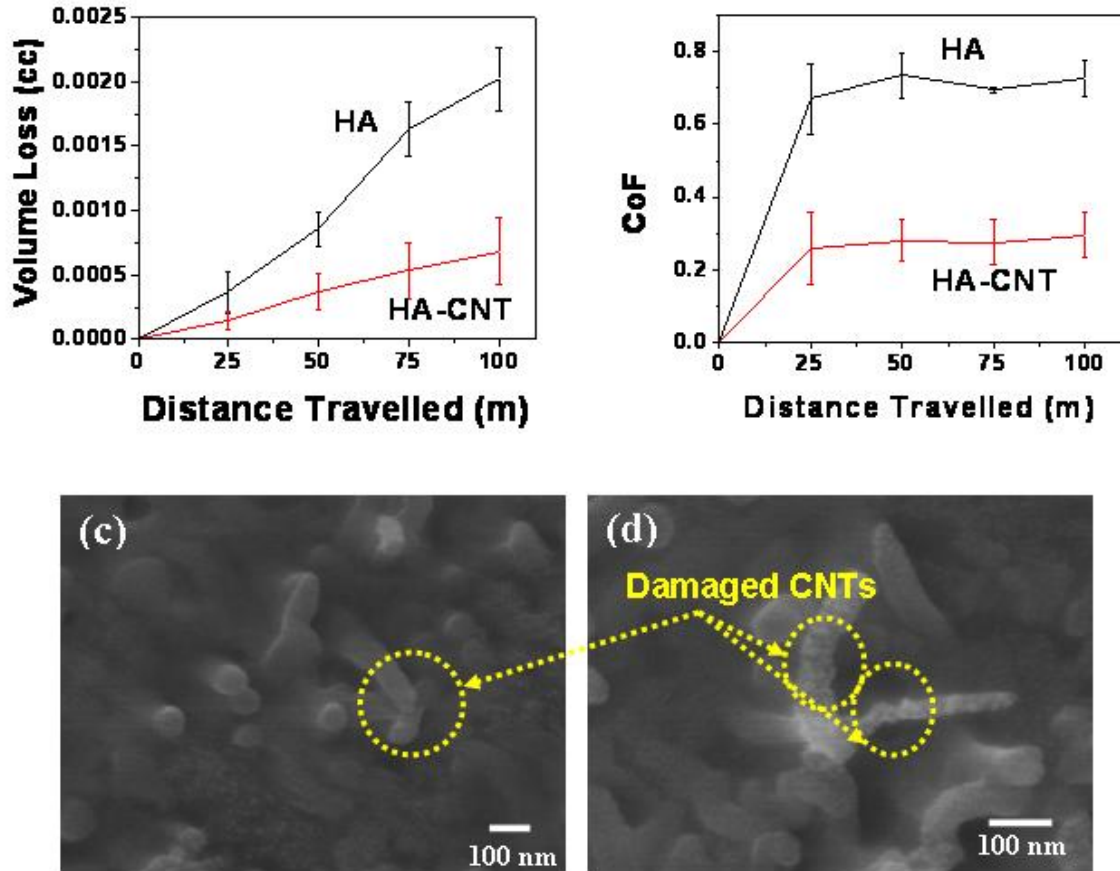 0.0025
0.0020
0.0015
0.0010
0.0005
0.0000
Volume Loss (cc)
HA
HA-CNT
0 25 50 75 100
Distance Travelled (m)
0.8
0.6
0.4
0.2
0.0
CoF
HA
HA-CNT
0 25 50 75 100
Distance Travelled (m)
(c)
(d)
Damaged CNTs
100 nm
100 nm